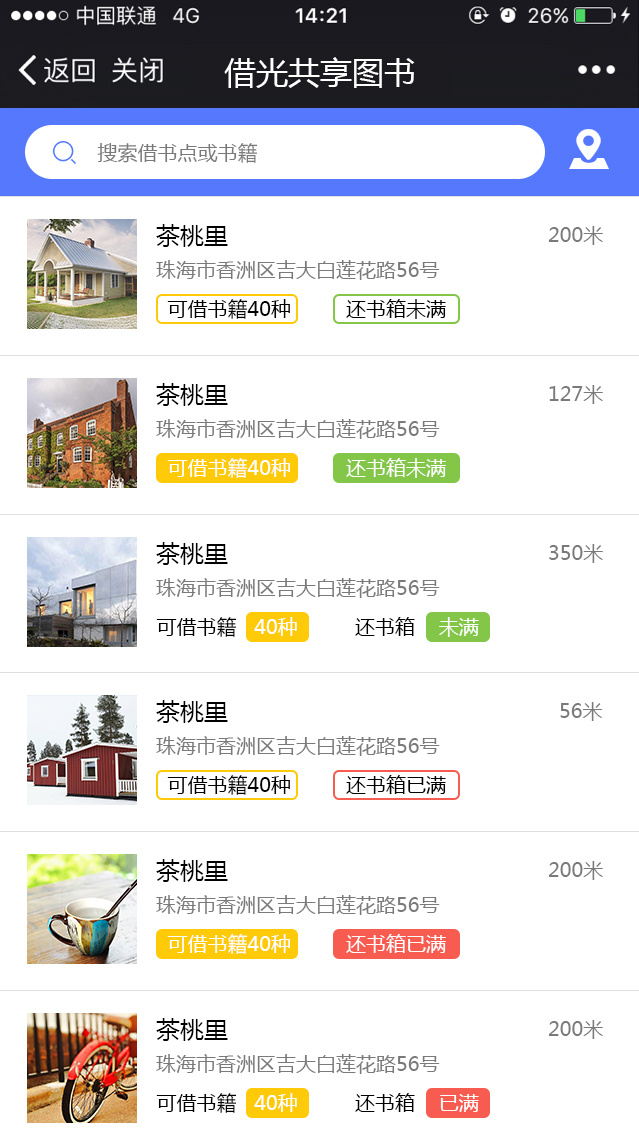 中国联通 4G 14:21 26%
返回 关闭 借光共享图书
搜索借书点或书籍
茶桃里 200米
珠海市香洲区吉大白莲花路56号
可借书籍40种 还书箱未满
茶桃里 127米
珠海市香洲区吉大白莲花路56号
可借书籍40种 还书箱未满
茶桃里 350米
珠海市香洲区吉大白莲花路56号
可借书籍 40种 还书箱 未满
茶桃里 56米
珠海市香洲区吉大白莲花路56号
可借书籍40种 还书箱已满
茶桃里 200米
珠海市香洲区吉大白莲花路56号
可借书籍40种 还书箱已满
茶桃里 200米
珠海市香洲区吉大白莲花路56号
可借书籍 40种 还书箱 已满